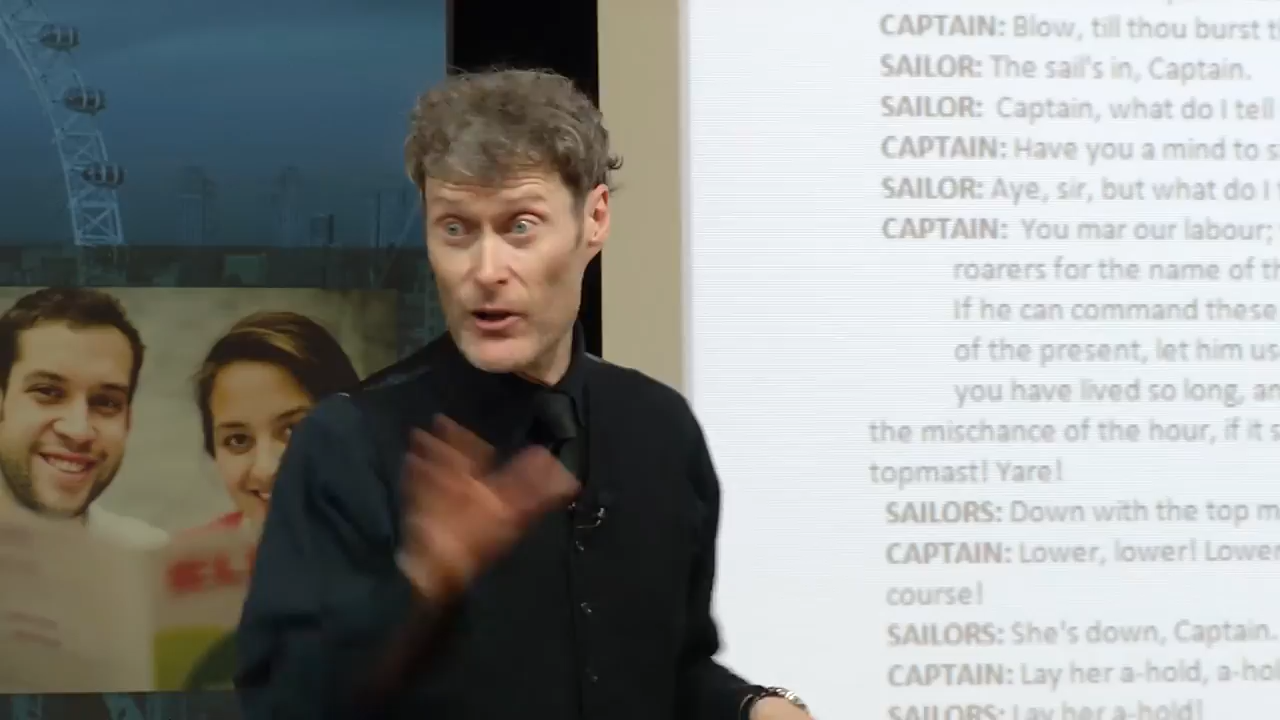 CAPTAIN: Blow, till thou burst
SAILOR: The sail's in, Captain.
SAILOR: Captain, what do I tell
CAPTAIN: Have you a mind to
SAILOR: Aye, sir, but what do I
CAPTAIN: You mar our labour;
roarers for the name of
If he can command these
of the present, let him
you have lived so long,
the mischance of the hour, if it
topmast! Yare!
SAILORS: Down with the top
CAPTAIN: Lower, lower! Lower
course!
SAILORS: She's down, Captain.
CAPTAIN: Lay her a-hold,
SAILORS: Lay her a-hold!